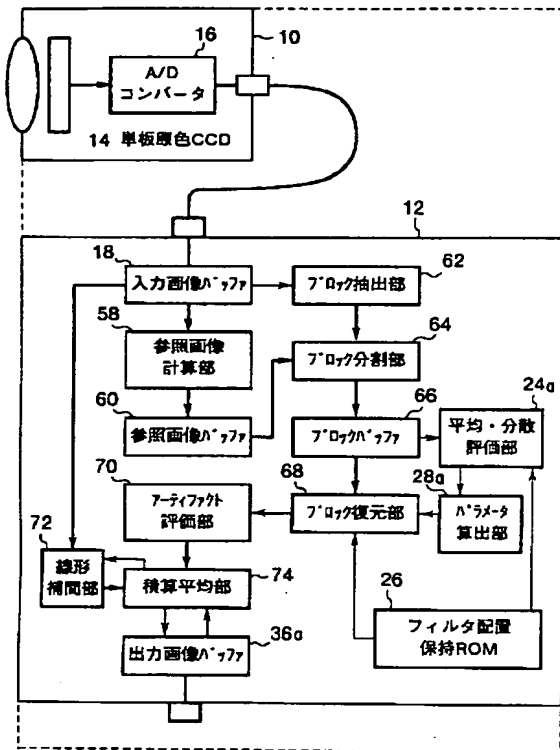 16
10
A/D
コンバータ
14 単板原色CCD
12
18
入力画像バッファ
62
ブロック抽出部
58
参照画像
計算部
64
ブロック分割部
60
参照画像バッファ
66
ブロックバッファ
24a
平均・分散
評価部
70
アーティファクト
評価部
68
ブロック復元部
28a
パラメータ
算出部
72
線形
補間部
74
積算平均部
26
フィルタ配置
保持ROM
36a
出力画像バッファ